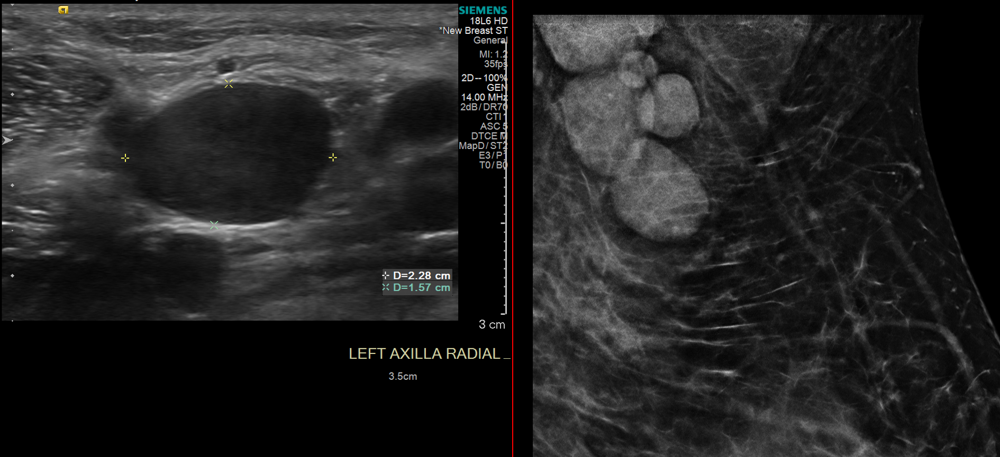 SIEMENS
18L6 HD
*New Breast ST
General
MI: 1.2
35fps
2D--100%
GEN
14.00 MHz
2dB/DR70
CTI 1
ASC 5
DTCE M
MapD/ST2
E3/P1
T0/B0
D=2.28 cm
D=1.57 cm
3 cm
LEFT AXILLA RADIAL _
3.5cm